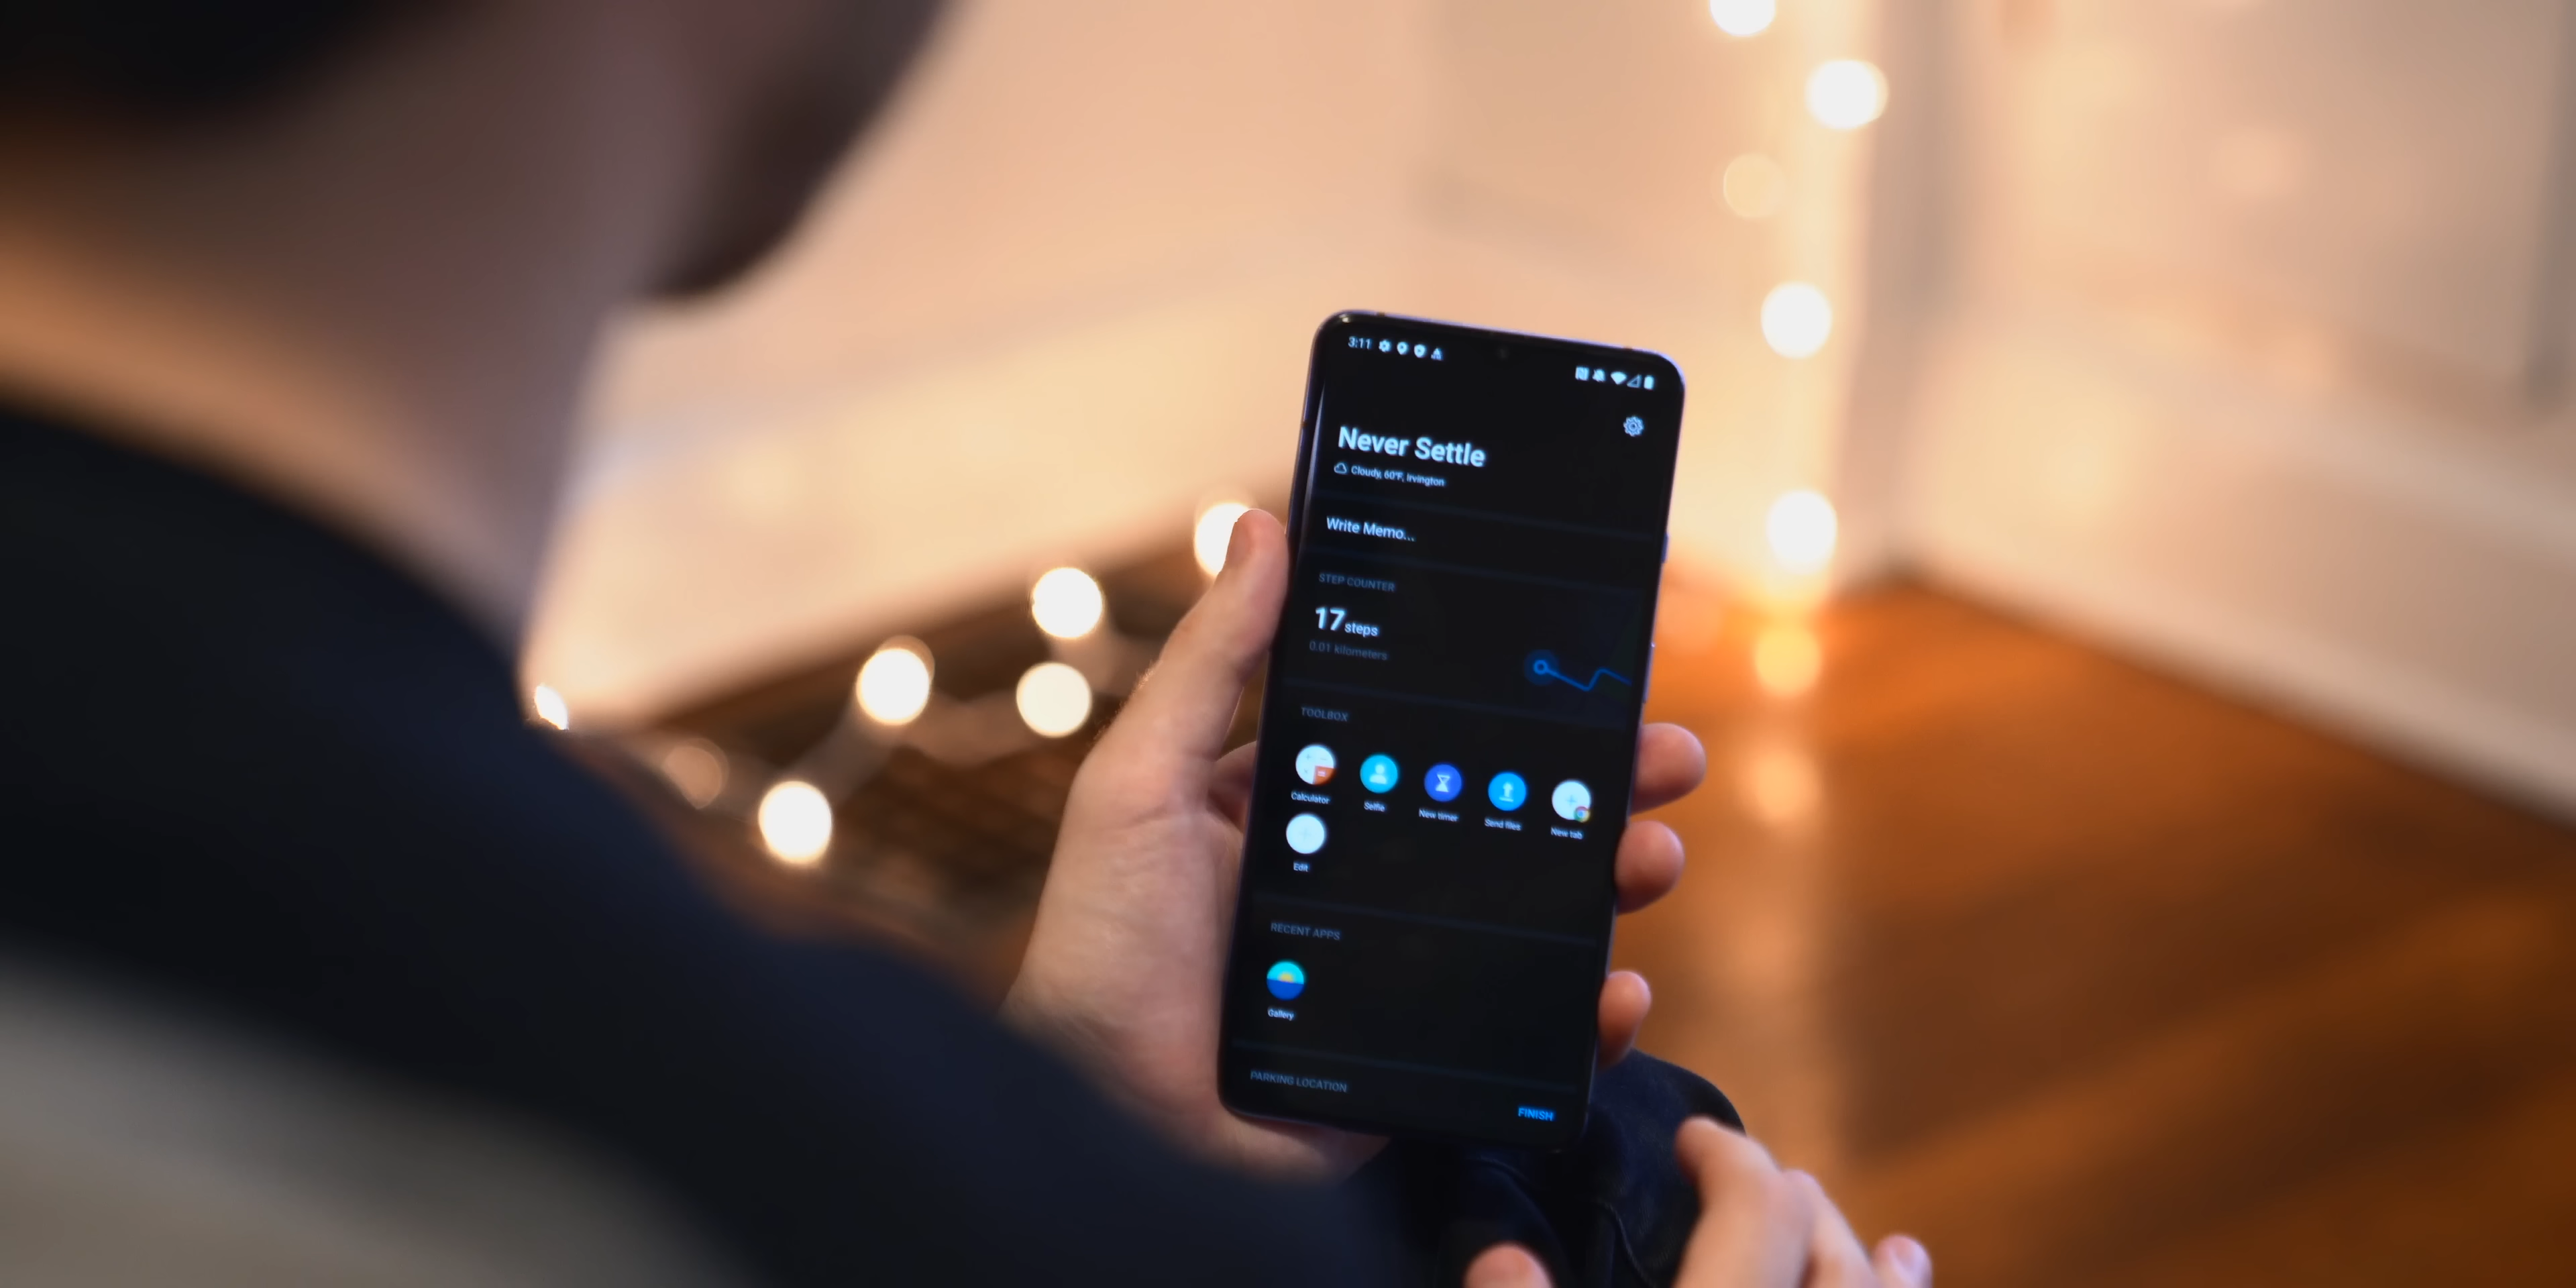 3:11
Never Settle
Cloudy, 60°F, Irvington
Write Memo...
STEP COUNTER
17 steps
0.01 kilometers
TOOLBOX
Calculator Selfie New timer Send files New tab
Edit
RECENT APPS
Gallery
PARKING LOCATION
FINISH